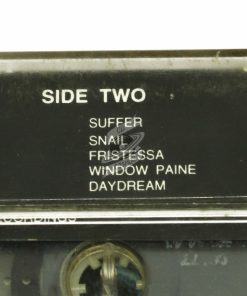 SIDE TWO
SUFFER
SNAIL
FRISTESSA
WINDOW PAINE
DAYDREAM